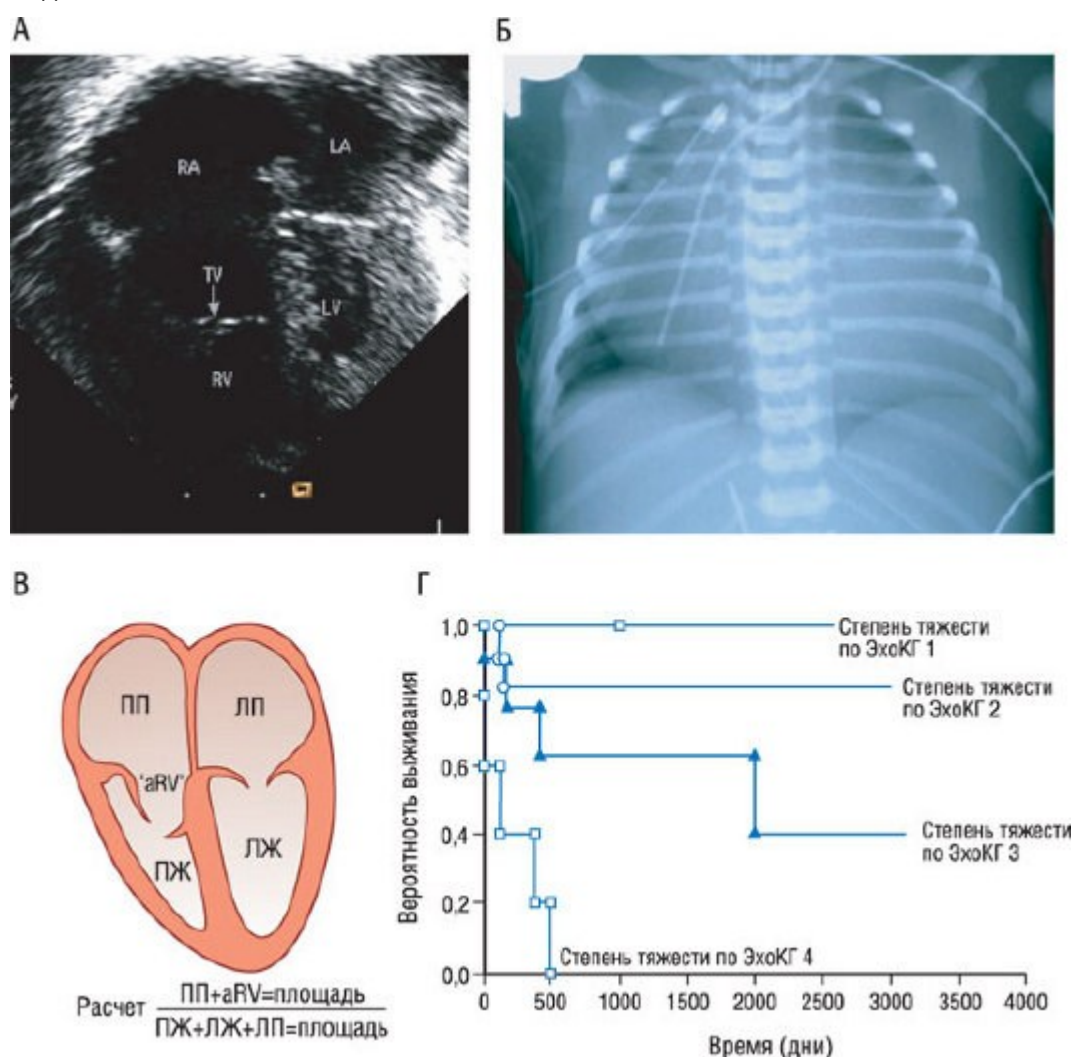 А
Б
RA
LA
TV
LV
RV
В
Г
ПП
ЛП
'aRV'
ПЖ
ЛЖ
Расчет ПП+aRV=площадь
ПЖ+ЛЖ+ЛП=площадь
Вероятность выживания
1,0
0,8
0,6
0,4
0,2
0,0
Степень тяжести
по ЭхоКГ 1
Степень тяжести
по ЭхоКГ 2
Степень тяжести
по ЭхоКГ 3
Степень тяжести по ЭхоКГ 4
0 500 1000 1500 2000 2500 3000 3500 4000
Время (дни)